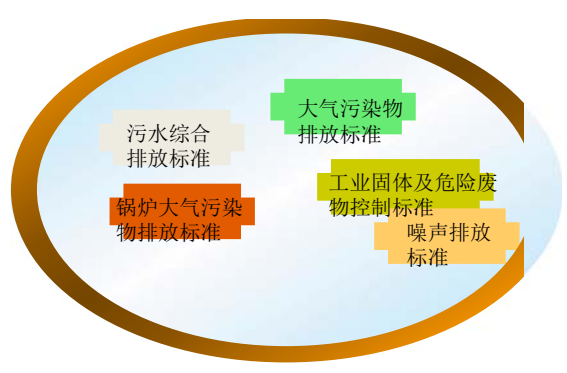 大气污染物
排放标准
污水综合
排放标准
工业固体及危险废
物控制标准
锅炉大气污染
物排放标准
噪声排放
标准